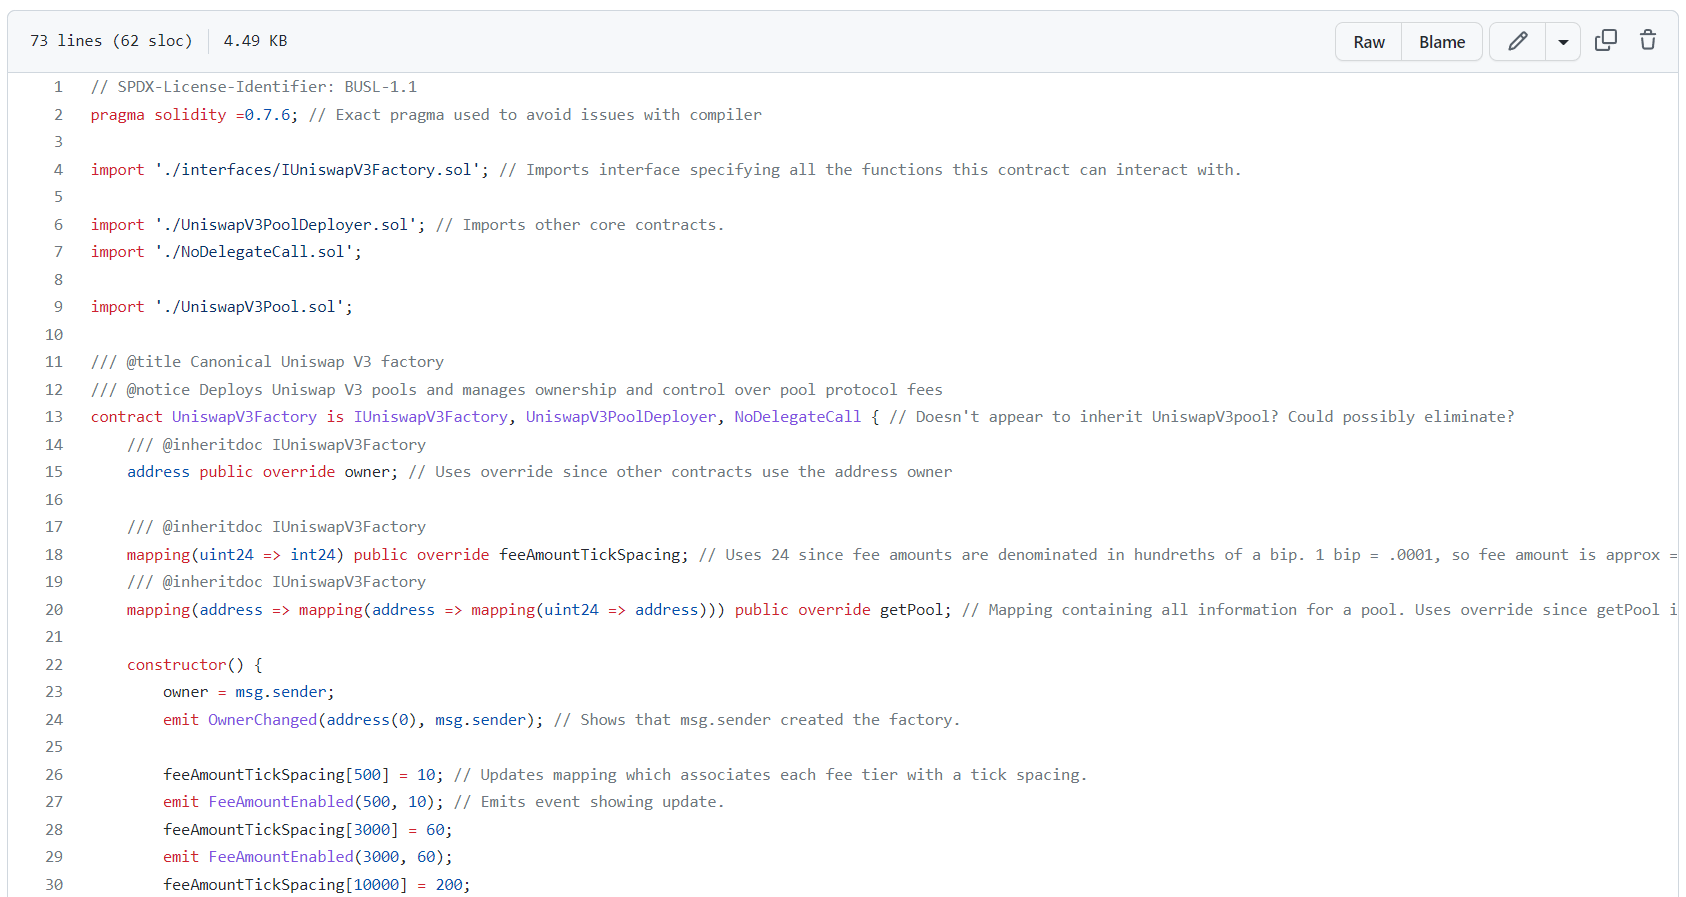 73 lines (62 sloc) 4.49 KB Raw Blame
1 // SPDX-License-Identifier: BUSL-1.1
2 pragma solidity =0.7.6; // Exact pragma used to avoid issues with compiler
3
4 import './interfaces/IUniswapV3Factory.sol'; // Imports interface specifying all the functions this contract can interact with.
5
6 import './UniswapV3PoolDeployer.sol'; // Imports other core contracts.
7 import './NoDelegateCall.sol';
8
9 import './UniswapV3Pool.sol';
10
11 /// @title Canonical Uniswap V3 factory
12 /// @notice Deploys Uniswap V3 pools and manages ownership and control over pool protocol fees
13 contract UniswapV3Factory is IUniswapV3Factory, UniswapV3PoolDeployer, NoDelegateCall { // Doesn't appear to inherit UniswapV3pool? Could possibly eliminate?
14 /// @inheritdoc IUniswapV3Factory
15 address public override owner; // Uses override since other contracts use the address owner
16
17 /// @inheritdoc IUniswapV3Factory
18 mapping(uint24 => int24) public override feeAmountTickSpacing; // Uses 24 since fee amounts are denominated in hundreths of a bip. 1 bip = .0001, so fee amount is approx =
19 /// @inheritdoc IUniswapV3Factory
20 mapping(address => mapping(address => mapping(uint24 => address))) public override getPool; // Mapping containing all information for a pool. Uses override since getPool i
21
22 constructor() {
23 owner = msg.sender;
24 emit OwnerChanged(address(0), msg.sender); // Shows that msg.sender created the factory.
25
26 feeAmountTickSpacing[500] = 10; // Updates mapping which associates each fee tier with a tick spacing.
27 emit FeeAmountEnabled(500, 10); // Emits event showing update.
28 feeAmountTickSpacing[3000] = 60;
29 emit FeeAmountEnabled(3000, 60);
30 feeAmountTickSpacing[10000] = 200;